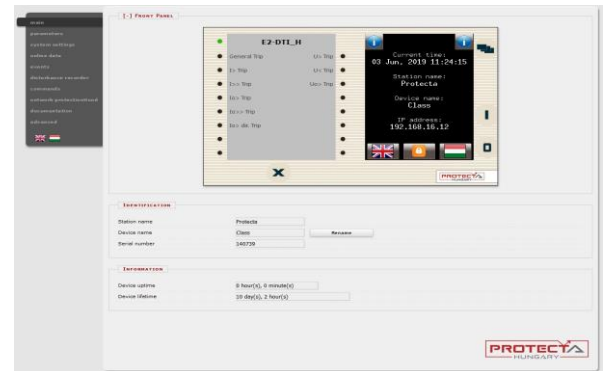 main
parameters
system settings
online data
events
disturbance recorder
commands
network protection/lond
documentation
advanced
[-] Front Panel
E2-DTI_H
General Trip
I> Trip
I>> Trip
Io> Trip
Io>> Trip
U> Trip
U< Trip
Uo> Trip
Current time:
03 Jun, 2019 11:24:15
Station name:
Protecta
Device name:
Class
IP address:
192.168.16.12
PROTECTA
Identification
Station name Protecta
Device name Class Rename
Serial number 140739
Information
Device uptime 0 hour(s), 0 minute(s)
Device lifetime 10 day(s), 2 hour(s)
PROTECTA
HUNGARY